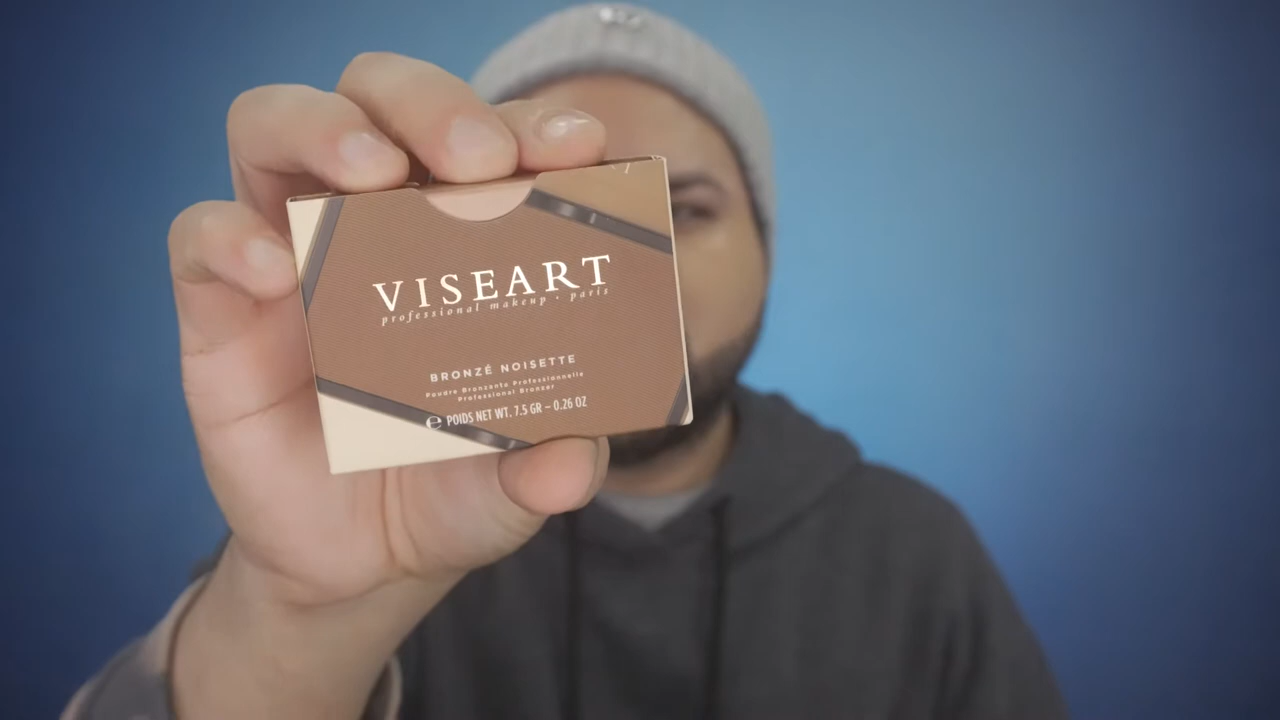 VISEART
professional makeup · paris
BRONZÉ NOISETTE
Poudre Bronzante Professionnelle
Professional Bronzer
℮ POIDS NET WT. 7.5 GR – 0.26 OZ